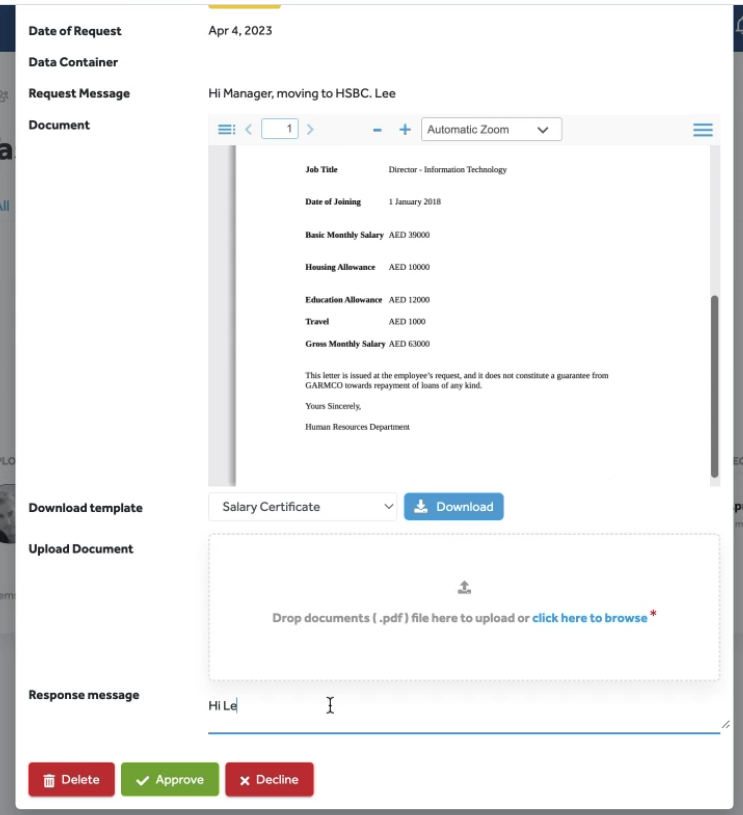 Date of Request Apr 4, 2023
Data Container
Request Message Hi Manager, moving to HSBC. Lee
Document
1
Automatic Zoom
Job Title Director - Information Technology
Date of Joining 1 January 2018
Basic Monthly Salary AED 39000
Housing Allowance AED 10000
Education Allowance AED 12000
Travel AED 1000
Gross Monthly Salary AED 63000
This letter is issued at the employee's request, and it does not constitute a guarantee from
GARMCO towards repayment of loans of any kind.
Yours Sincerely,
Human Resources Department
Download template Salary Certificate Download
Upload Document
Drop documents ( .pdf ) file here to upload or click here to browse *
Response message
Hi Le
Delete Approve Decline